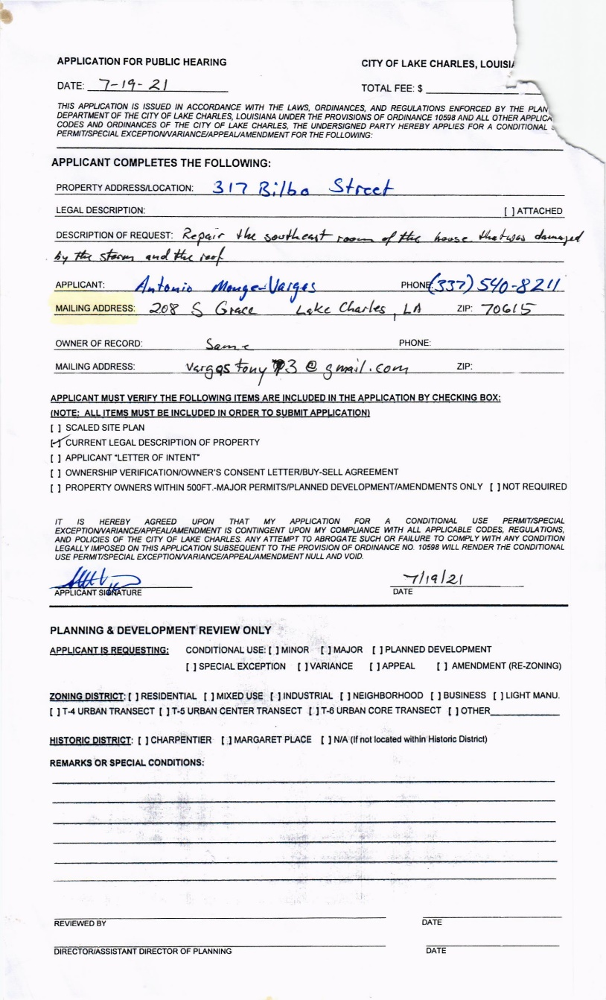 APPLICATION FOR PUBLIC HEARING CITY OF LAKE CHARLES, LOUISI
DATE: 7-19-21 TOTAL FEE: $
THIS APPLICATION IS ISSUED IN ACCORDANCE WITH THE LAWS, ORDINANCES, AND REGULATIONS ENFORCED BY THE PLAN
DEPARTMENT OF THE CITY OF LAKE CHARLES, LOUISIANA UNDER THE PROVISIONS OF ORDINANCE 10598 AND ALL OTHER APPLICA
CODES AND ORDINANCES OF THE CITY OF LAKE CHARLES, THE UNDERSIGNED PARTY HEREBY APPLIES FOR A CONDITIONAL
PERMIT/SPECIAL EXCEPTION/VARIANCE/APPEAL/AMENDMENT FOR THE FOLLOWING:
APPLICANT COMPLETES THE FOLLOWING:
PROPERTY ADDRESS/LOCATION: 317 Bilbo Street
LEGAL DESCRIPTION: [ ] ATTACHED
DESCRIPTION OF REQUEST: Repair the southeast room of the house that was damaged
by the storm and the roof
APPLICANT: Antonio Monge-Vargas PHONE: (337) 540-8211
MAILING ADDRESS: 208 S Grace Lake Charles, LA ZIP: 70615
OWNER OF RECORD: Same PHONE:
MAILING ADDRESS: vargastony73@gmail.com ZIP:
APPLICANT MUST VERIFY THE FOLLOWING ITEMS ARE INCLUDED IN THE APPLICATION BY CHECKING BOX:
(NOTE: ALL ITEMS MUST BE INCLUDED IN ORDER TO SUBMIT APPLICATION)
[ ] SCALED SITE PLAN
[✓] CURRENT LEGAL DESCRIPTION OF PROPERTY
[ ] APPLICANT "LETTER OF INTENT"
[ ] OWNERSHIP VERIFICATION/OWNER'S CONSENT LETTER/BUY-SELL AGREEMENT
[ ] PROPERTY OWNERS WITHIN 500FT.-MAJOR PERMITS/PLANNED DEVELOPMENT/AMENDMENTS ONLY [ ] NOT REQUIRED
IT IS HEREBY AGREED UPON THAT MY APPLICATION FOR A CONDITIONAL USE PERMIT/SPECIAL
EXCEPTION/VARIANCE/APPEAL/AMENDMENT IS CONTINGENT UPON MY COMPLIANCE WITH ALL APPLICABLE CODES, REGULATIONS,
AND POLICIES OF THE CITY OF LAKE CHARLES. ANY ATTEMPT TO ABROGATE SUCH OR FAILURE TO COMPLY WITH ANY CONDITION
LEGALLY IMPOSED ON THIS APPLICATION SUBSEQUENT TO THE PROVISION OF ORDINANCE NO. 10598 WILL RENDER THE CONDITIONAL
USE PERMIT/SPECIAL EXCEPTION/VARIANCE/APPEAL/AMENDMENT NULL AND VOID.
7/19/21
APPLICANT SIGNATURE DATE
PLANNING & DEVELOPMENT REVIEW ONLY
APPLICANT IS REQUESTING: CONDITIONAL USE: [ ] MINOR [ ] MAJOR [ ] PLANNED DEVELOPMENT
[ ] SPECIAL EXCEPTION [ ] VARIANCE [ ] APPEAL [ ] AMENDMENT (RE-ZONING)
ZONING DISTRICT: [ ] RESIDENTIAL [ ] MIXED USE [ ] INDUSTRIAL [ ] NEIGHBORHOOD [ ] BUSINESS [ ] LIGHT MANU.
[ ] T-4 URBAN TRANSECT [ ] T-5 URBAN CENTER TRANSECT [ ] T-6 URBAN CORE TRANSECT [ ] OTHER
HISTORIC DISTRICT: [ ] CHARPENTIER [ ] MARGARET PLACE [ ] N/A (If not located within Historic District)
REMARKS OR SPECIAL CONDITIONS:
REVIEWED BY DATE
DIRECTOR/ASSISTANT DIRECTOR OF PLANNING DATE